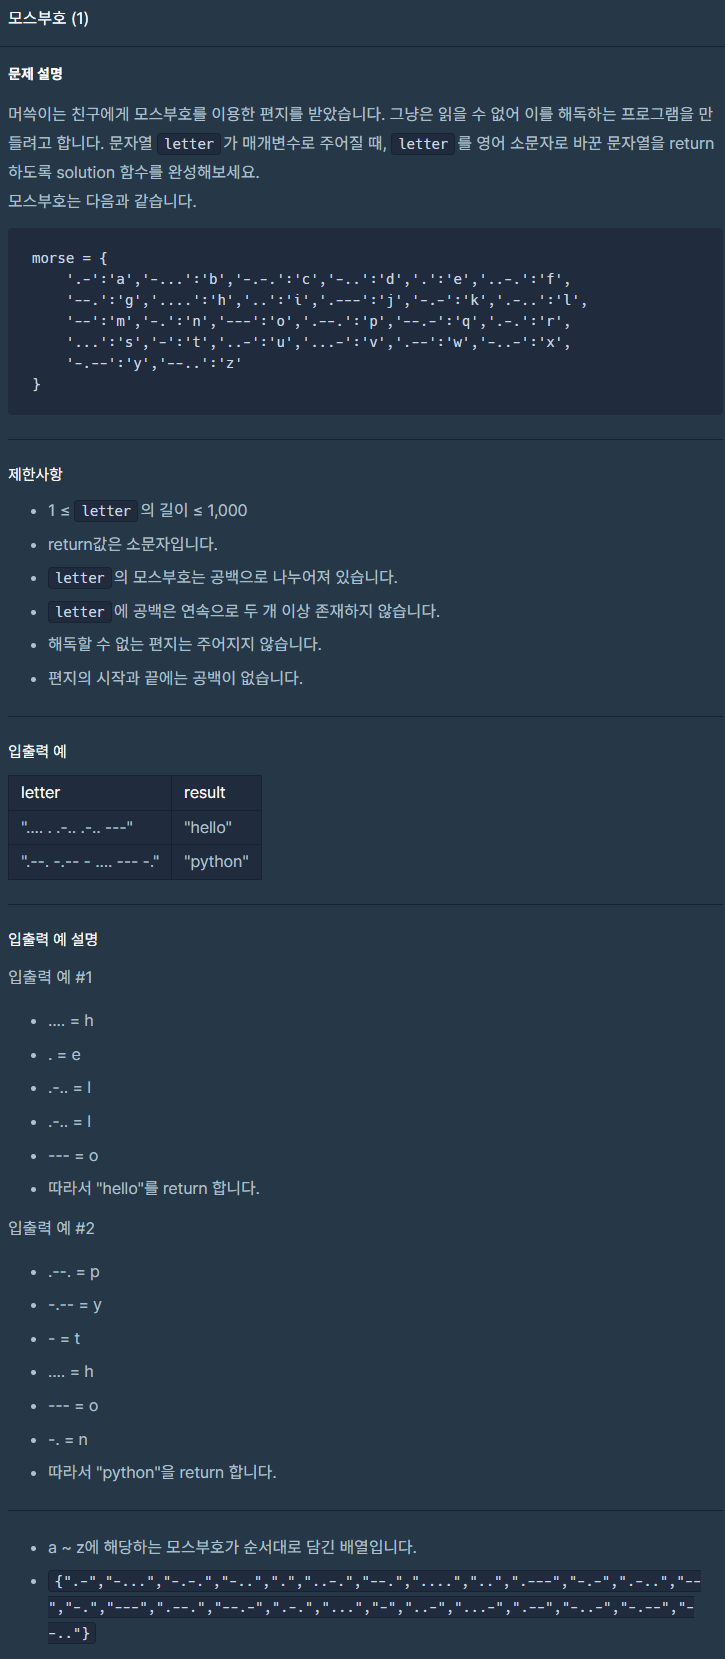 모스부호 (1)
문제 설명
머쓱이는 친구에게 모스부호를 이용한 편지를 받았습니다. 그냥은 읽을 수 없어 이를 해독하는 프로그램을 만
들려고 합니다. 문자열 letter 가 매개변수로 주어질 때, letter 를 영어 소문자로 바꾼 문자열을 return
하도록 solution 함수를 완성해보세요.
모스부호는 다음과 같습니다.
morse = {
    '.-':'a','-...':'b','-.-.':'c','-..':'d','.':'e','..-.':'f',
    '--.':'g','....':'h','..':'i','.---':'j','-.-':'k','.-..':'l',
    '--':'m','-.':'n','---':'o','.--.':'p','--.-':'q','.-.':'r',
    '...':'s','-':'t','..-':'u','...-':'v','.--':'w','-..-':'x',
    '-.--':'y','--..':'z'
}
제한사항
• 1 ≤ letter 의 길이 ≤ 1,000
• return값은 소문자입니다.
• letter 의 모스부호는 공백으로 나누어져 있습니다.
• letter 에 공백은 연속으로 두 개 이상 존재하지 않습니다.
• 해독할 수 없는 편지는 주어지지 않습니다.
• 편지의 시작과 끝에는 공백이 없습니다.
입출력 예
letter result
".... . .-.. .-.. ---" "hello"
".--. -.-- - .... --- -." "python"
입출력 예 설명
입출력 예 #1
• .... = h
• . = e
• .-.. = l
• .-.. = l
• --- = o
• 따라서 "hello"를 return 합니다.
입출력 예 #2
• .--. = p
• -.-- = y
• - = t
• .... = h
• --- = o
• -. = n
• 따라서 "python"을 return 합니다.
• a ~ z에 해당하는 모스부호가 순서대로 담긴 배열입니다.
• {".-","-...","-.-.","-..",".","..-.","--.","....","..",".---","-.-",".-..","--
","-.","---",".--.","--.-",".-.","...","-","..-","...-",".--","-..-","-.--","-
-.."}